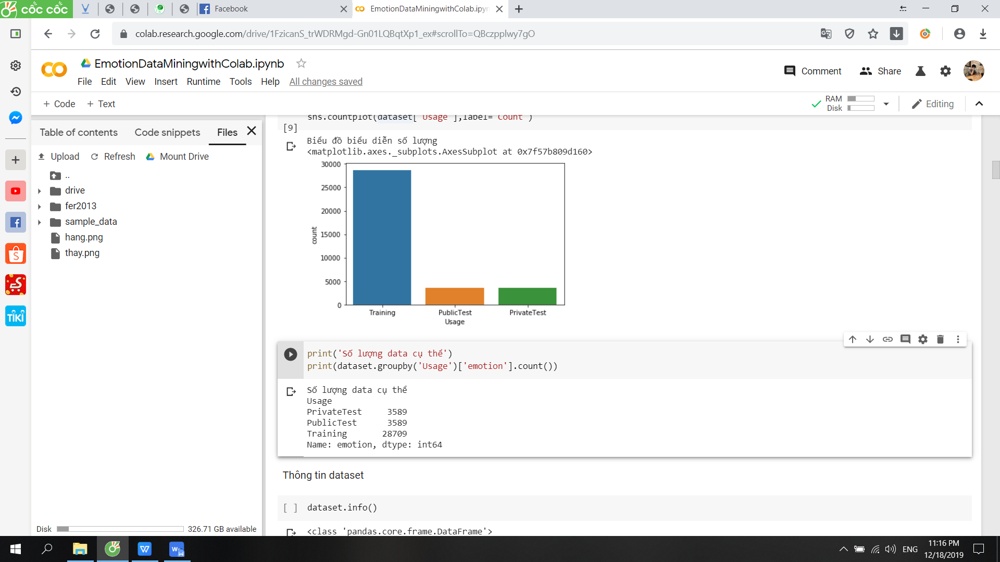 cốc cốc
Facebook
EmotionDataMiningwithColab.ipyn
colab.research.google.com/drive/1FzicanS_trWDRMgd-Gn01LQBqtXp1_ex#scrollTo=QBczpplwy7gO
EmotionDataMiningwithColab.ipynb
Comment
Share
File Edit View Insert Runtime Tools Help All changes saved
+ Code + Text
RAM
Disk
Editing
Table of contents Code snippets Files
Upload Refresh Mount Drive
..
drive
fer2013
sample_data
hang.png
thay.png
TIKI
Disk 326.71 GB available
sns.countplot(dataset['Usage'],label='Count')
[9]
Biểu đồ biểu diễn số lượng
<matplotlib.axes._subplots.AxesSubplot at 0x7f57b809d160>
30000
25000
20000
15000
10000
5000
0
count
Training PublicTest PrivateTest
Usage
print('Số lượng data cụ thể')
print(dataset.groupby('Usage')['emotion'].count())
Số lượng data cụ thể
Usage
PrivateTest 3589
PublicTest 3589
Training 28709
Name: emotion, dtype: int64
Thông tin dataset
[ ] dataset.info()
<class 'pandas.core.frame.DataFrame'>
ENG
11:16 PM
12/18/2019